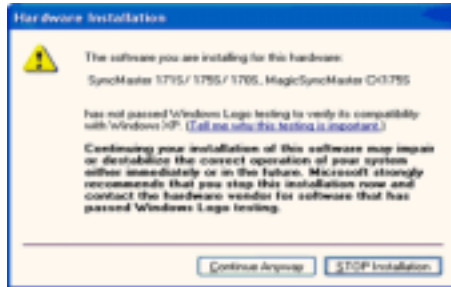 Hardware Installation
The software you are installing for this hardware:
SyncMaster 171S/ 175S/ 170S, MagicSyncMaster CX175S
has not passed Windows Logo testing to verify its compatibility
with Windows XP. (Tell me why this testing is important.)
Continuing your installation of this software may impair
or destabilize the correct operation of your system
either immediately or in the future. Microsoft strongly
recommends that you stop this installation now and
contact the hardware vendor for software that has
passed Windows Logo testing.
Continue Anyway
STOP Installation